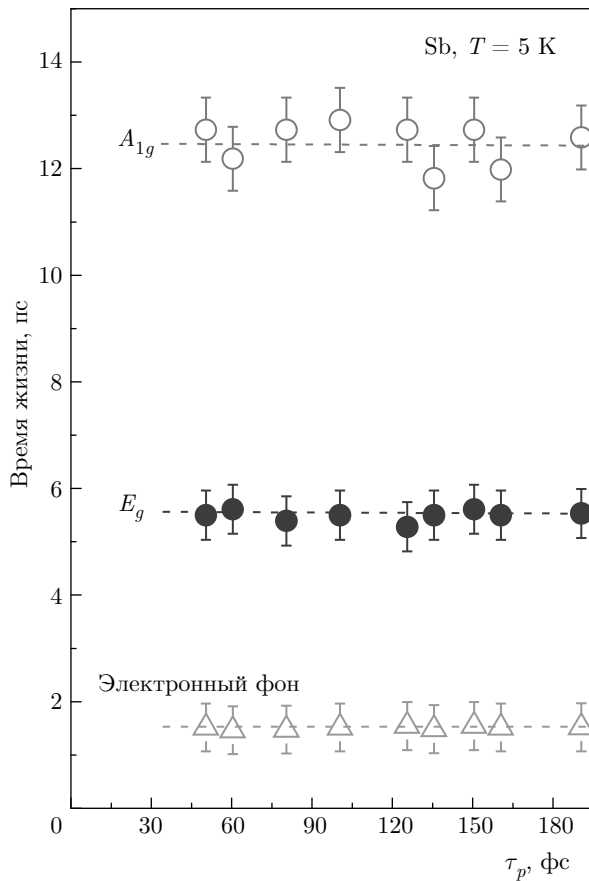 14
Sb, T = 5 K
A1g
12
10
Время жизни, пс
8
6
Eg
4
Электронный фон
2
0
30
60
90
120
150
180
τp, фс